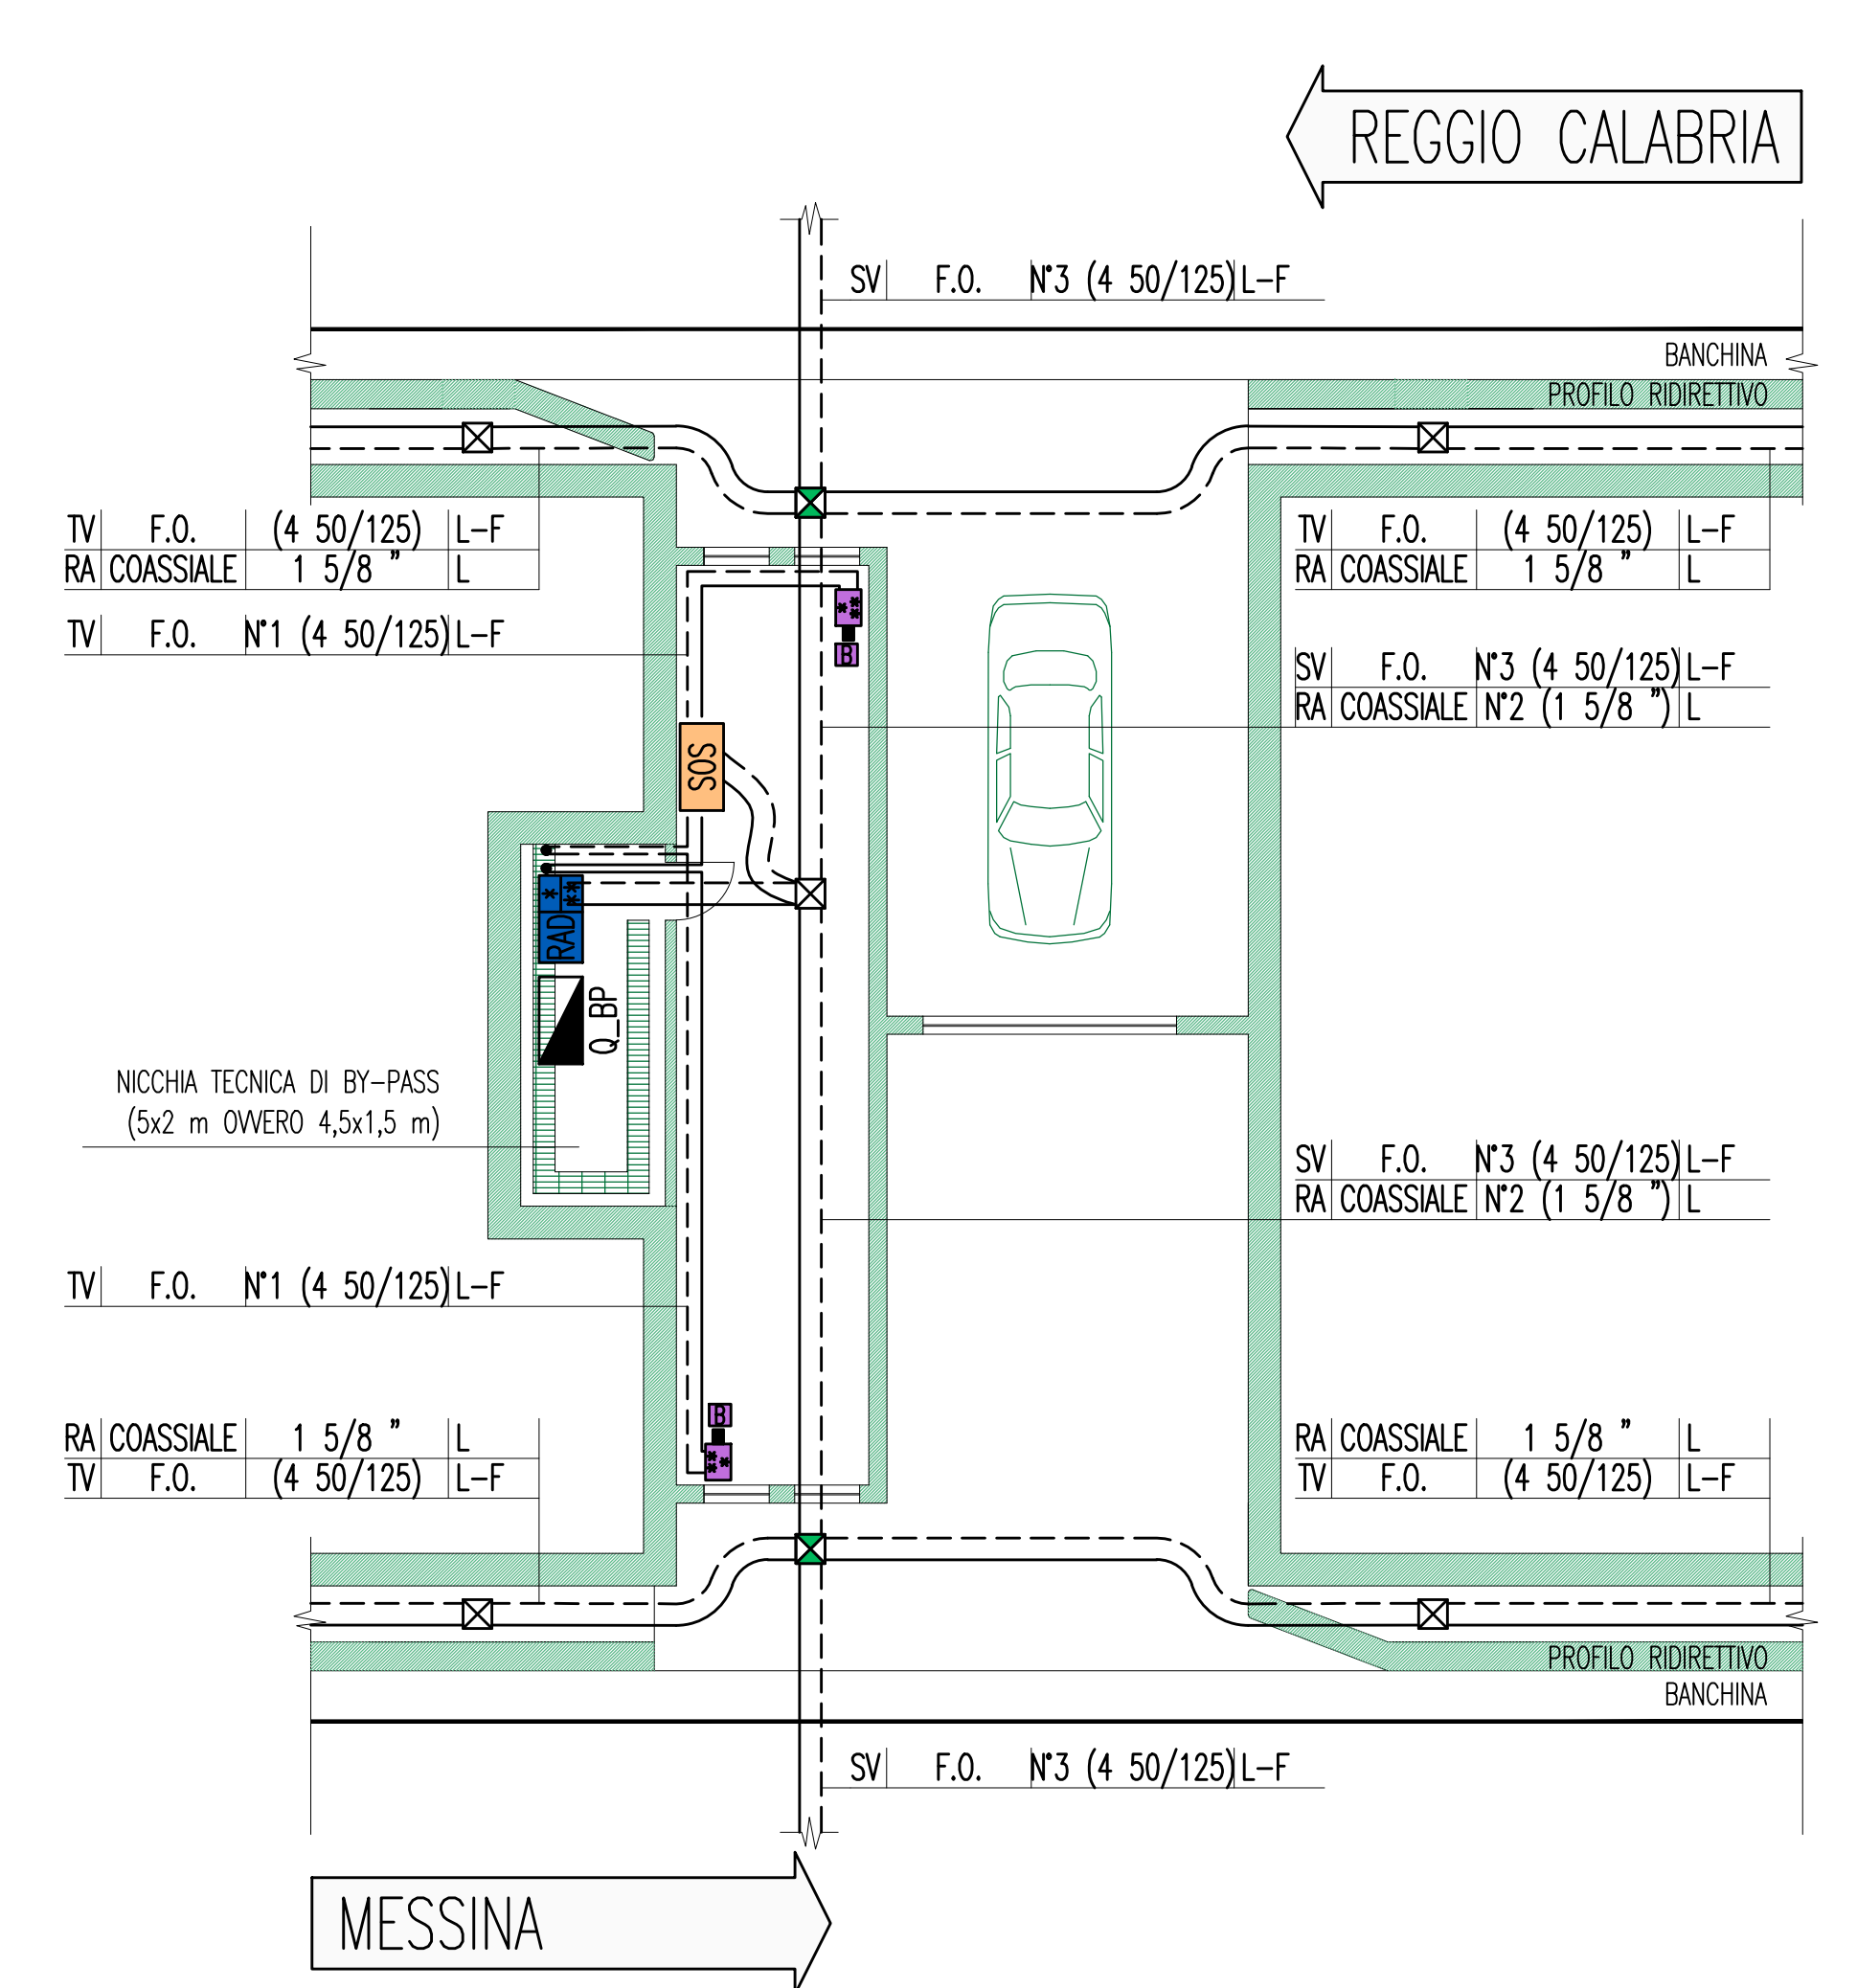 REGGIO CALABRIA
SV F.O. N°3 (4 50/125) L-F
BANCHINA
PROFILO RIDIRETTIVO
TV F.O. (4 50/125) L-F
RA COASSIALE 1 5/8 " L
TV F.O. (4 50/125) L-F
RA COASSIALE 1 5/8 " L
TV F.O. N°1 (4 50/125) L-F
** *
B
SV F.O. N°3 (4 50/125) L-F
RA COASSIALE N°2 (1 5/8 ") L
SOS
* **
RAD
Q_BP
NICCHIA TECNICA DI BY-PASS
(5x2 m OVVERO 4,5x1,5 m)
SV F.O. N°3 (4 50/125) L-F
RA COASSIALE N°2 (1 5/8 ") L
TV F.O. N°1 (4 50/125) L-F
B
** *
RA COASSIALE 1 5/8 " L
TV F.O. (4 50/125) L-F
RA COASSIALE 1 5/8 " L
TV F.O. (4 50/125) L-F
PROFILO RIDIRETTIVO
BANCHINA
SV F.O. N°3 (4 50/125) L-F
MESSINA